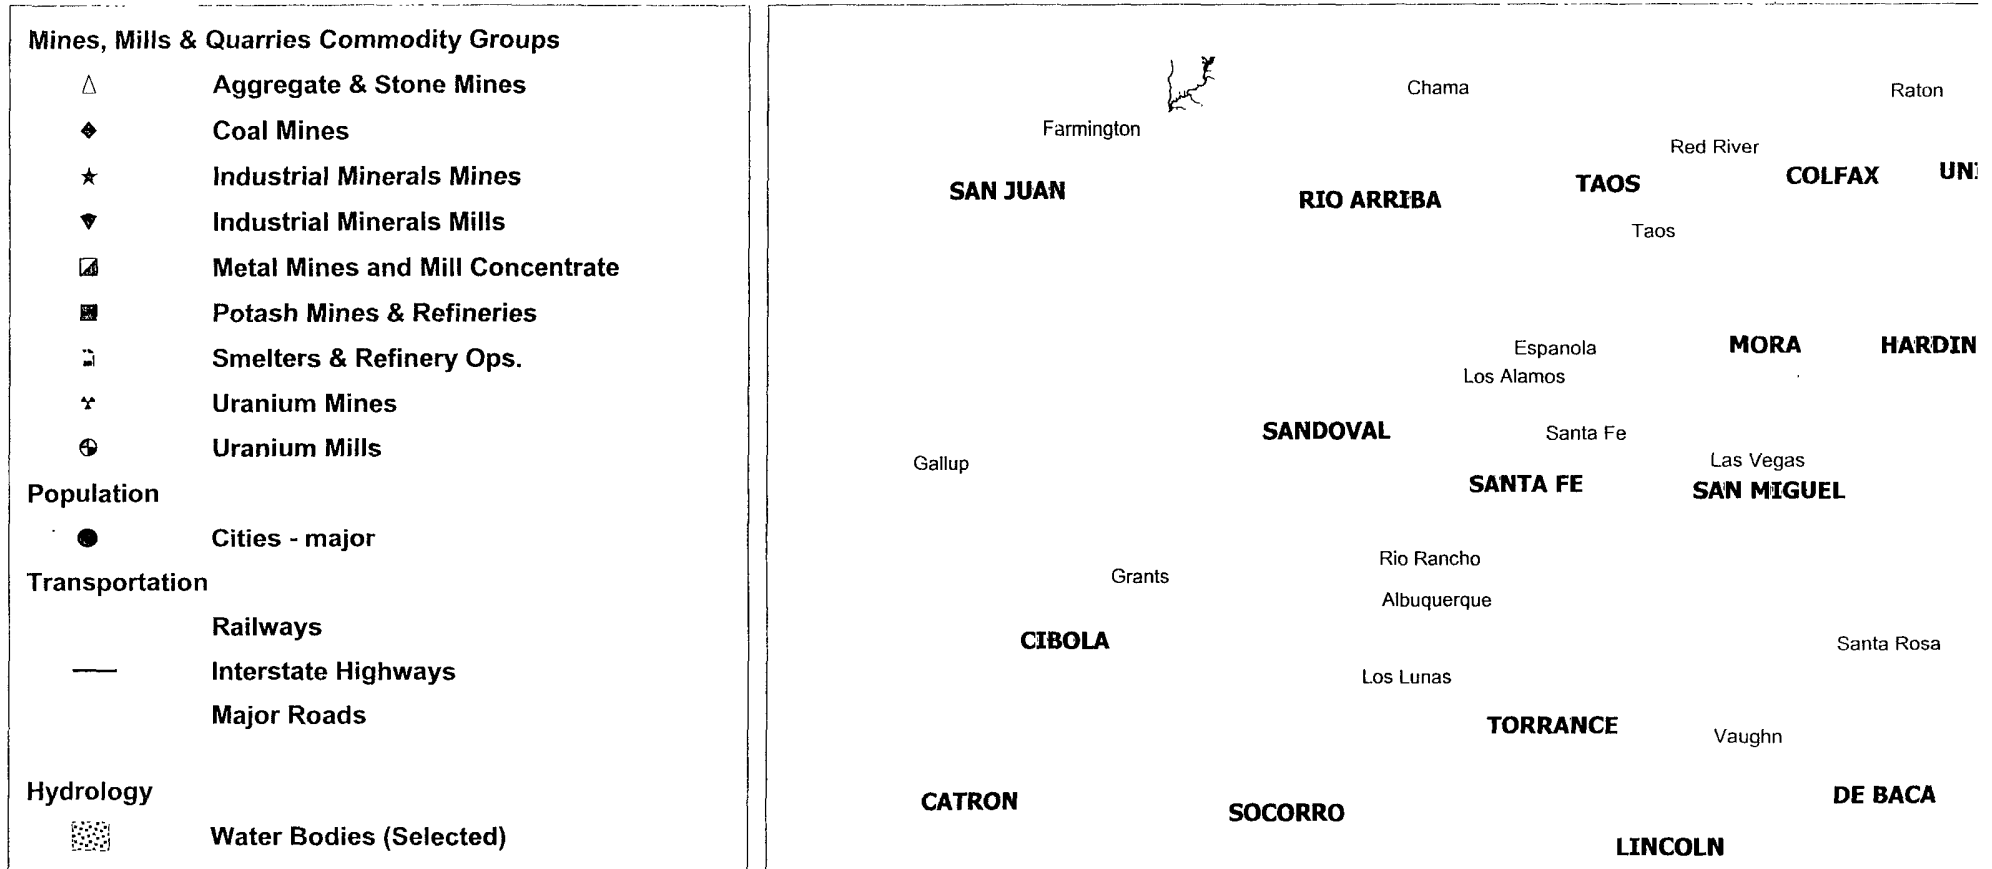 Mines, Mills & Quarries Commodity Groups
Aggregate & Stone Mines
Coal Mines
Industrial Minerals Mines
Industrial Minerals Mills
Metal Mines and Mill Concentrate
Potash Mines & Refineries
Smelters & Refinery Ops.
Uranium Mines
Uranium Mills
Population
Cities - major
Transportation
Railways
Interstate Highways
Major Roads
Hydrology
Water Bodies (Selected)
Chama
Raton
Farmington
Red River
SAN JUAN
RIO ARRIBA
TAOS
COLFAX
UNI
Taos
Espanola
MORA
HARDIN
Los Alamos
SANDOVAL
Santa Fe
Gallup
Las Vegas
SANTA FE
SAN MIGUEL
Rio Rancho
Grants
Albuquerque
CIBOLA
Santa Rosa
Los Lunas
TORRANCE
Vaughn
CATRON
SOCORRO
DE BACA
LINCOLN